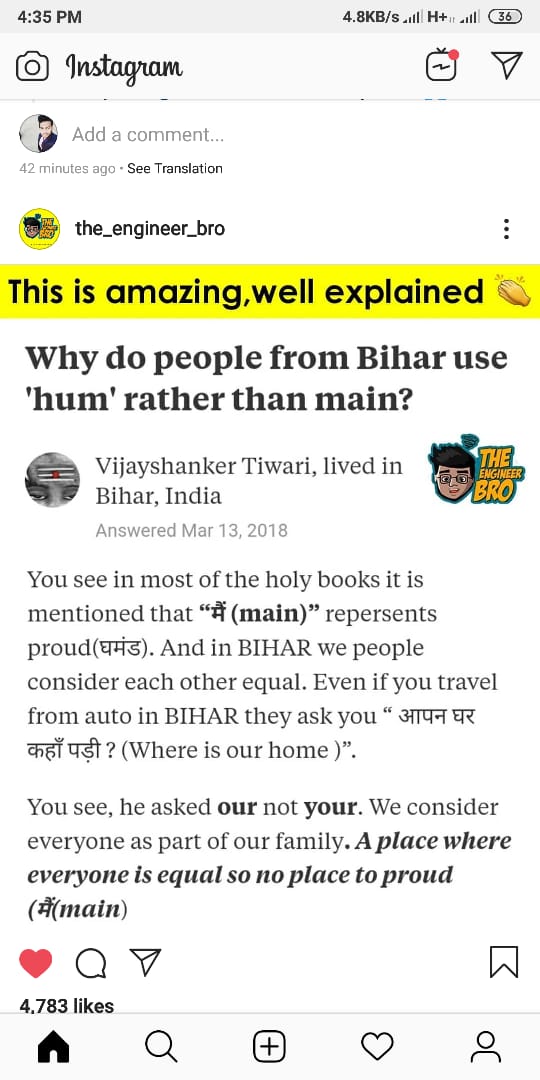 4:35 PM
4.8KB/s H+ 36
Instagram
Add a comment...
42 minutes ago • See Translation
the_engineer_bro
This is amazing,well explained 👏
Why do people from Bihar use
'hum' rather than main?
Vijayshanker Tiwari, lived in
Bihar, India
Answered Mar 13, 2018
THE
ENGINEER
BRO
You see in most of the holy books it is
mentioned that “मैं (main)” repersents
proud(घमंड). And in BIHAR we people
consider each other equal. Even if you travel
from auto in BIHAR they ask you “ आपन घर
कहाँ पड़ी ? (Where is our home )”.
You see, he asked our not your. We consider
everyone as part of our family. A place where
everyone is equal so no place to proud
(मैं(main)
4,783 likes